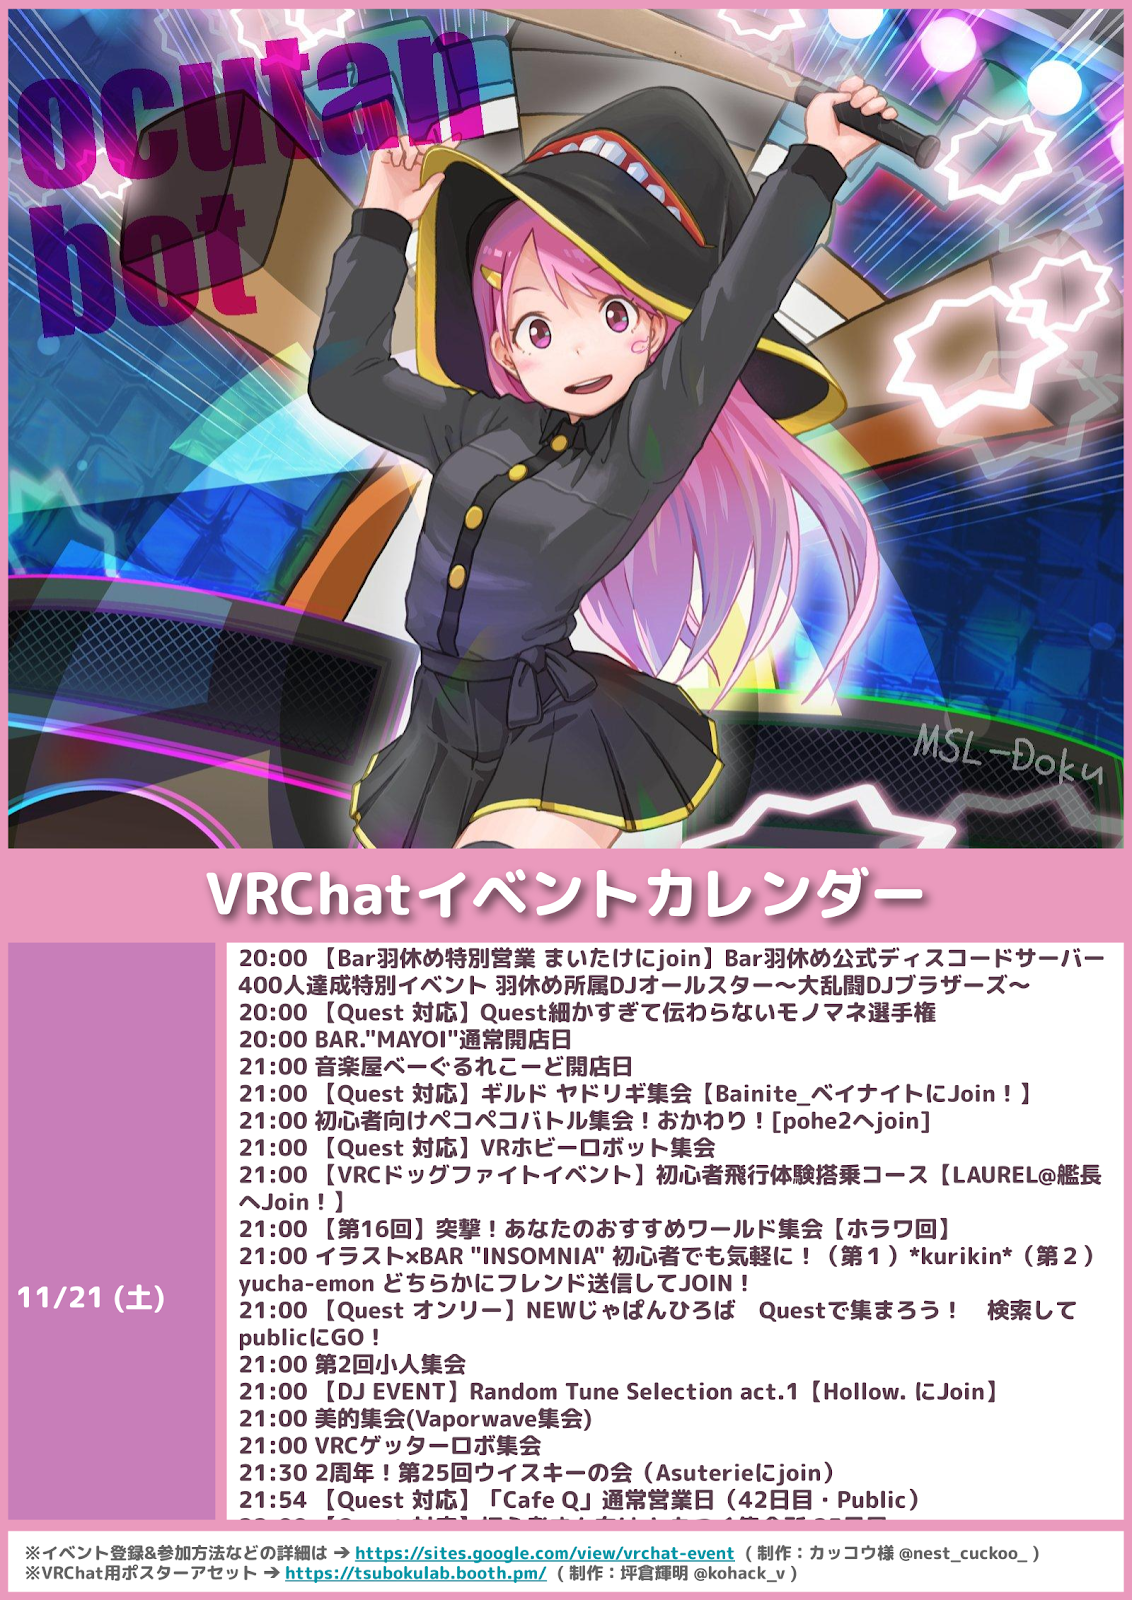 ocutan
bot
MSL-Doku
VRChatイベントカレンダー
11/21 (土)
20:00 【Bar羽休め特別営業 まいたけにjoin】Bar羽休め公式ディスコードサーバー
400人達成特別イベント 羽休め所属DJオールスター～大乱闘DJブラザーズ～
20:00 【Quest 対応】Quest細かすぎて伝わらないモノマネ選手権
20:00 BAR."MAYOI"通常開店日
21:00 音楽屋べーぐるれこーど開店日
21:00 【Quest 対応】ギルド ヤドリギ集会【Bainite_ベイナイトにJoin！】
21:00 初心者向けペコペコバトル集会！おかわり！[pohe2へjoin]
21:00 【Quest 対応】VRホビーロボット集会
21:00 【VRCドッグファイトイベント】初心者飛行体験搭乗コース【LAUREL@艦長
へJoin！】
21:00 【第16回】突撃！あなたのおすすめワールド集会【ホラワ回】
21:00 イラスト×BAR "INSOMNIA" 初心者でも気軽に！（第１）*kurikin*（第２）
yucha-emon どちらかにフレンド送信してJOIN！
21:00 【Quest オンリー】NEWじゃぱんひろば　Questで集まろう！　検索して
publicにGO！
21:00 第2回小人集会
21:00 【DJ EVENT】Random Tune Selection act.1【Hollow. にJoin】
21:00 美的集会(Vaporwave集会)
21:00 VRCゲッターロボ集会
21:30 2周年！第25回ウイスキーの会（Asuterieにjoin）
21:54 【Quest 対応】「Cafe Q」通常営業日（42日目・Public）
※イベント登録&参加方法などの詳細は ➔ https://sites.google.com/view/vrchat-event （ 制作：カッコウ様 @nest_cuckoo_ ）
※VRChat用ポスターアセット ➔ https://tsubokulab.booth.pm/ （ 制作：坪倉輝明 @kohack_v ）